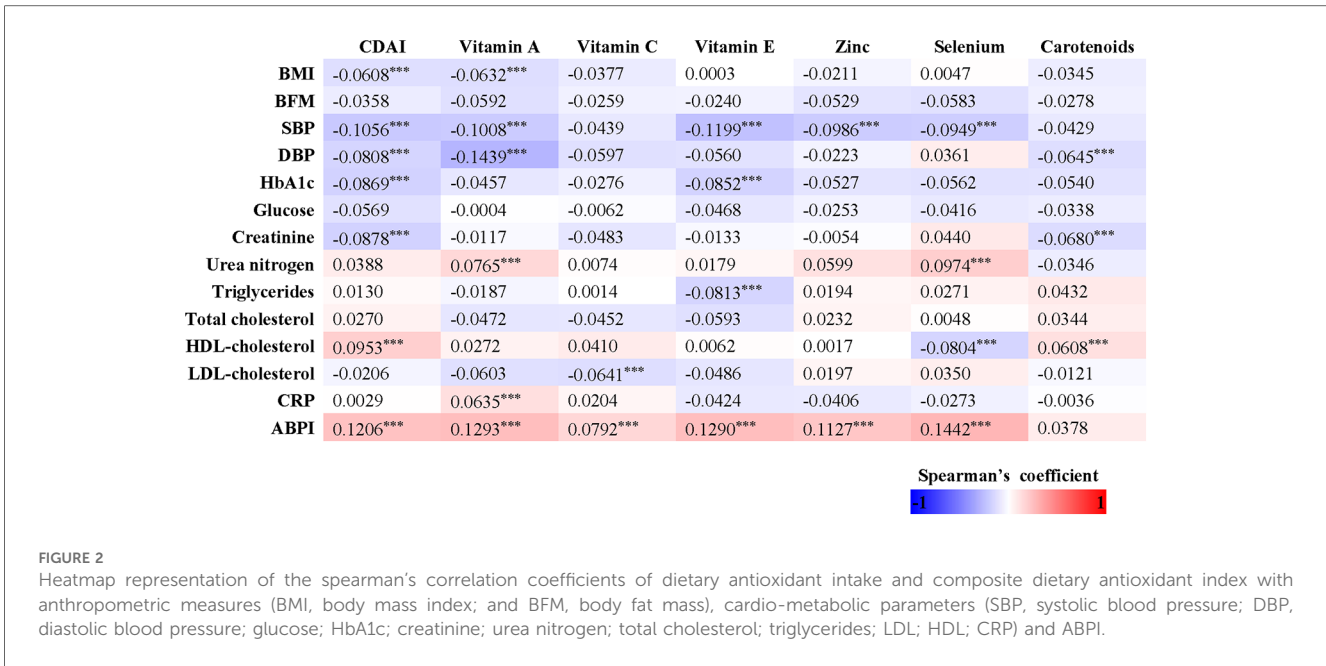 CDAI Vitamin A Vitamin C Vitamin E Zinc Selenium Carotenoids
BMI -0.0608*** -0.0632*** -0.0377 0.0003 -0.0211 0.0047 -0.0345
BFM -0.0358 -0.0592 -0.0259 -0.0240 -0.0529 -0.0583 -0.0278
SBP -0.1056*** -0.1008*** -0.0439 -0.1199*** -0.0986*** -0.0949*** -0.0429
DBP -0.0808*** -0.1439*** -0.0597 -0.0560 -0.0223 0.0361 -0.0645***
HbA1c -0.0869*** -0.0457 -0.0276 -0.0852*** -0.0527 -0.0562 -0.0540
Glucose -0.0569 -0.0004 -0.0062 -0.0468 -0.0253 -0.0416 -0.0338
Creatinine -0.0878*** -0.0117 -0.0483 -0.0133 -0.0054 0.0440 -0.0680***
Urea nitrogen 0.0388 0.0765*** 0.0074 0.0179 0.0599 0.0974*** -0.0346
Triglycerides 0.0130 -0.0187 0.0014 -0.0813*** 0.0194 0.0271 0.0432
Total cholesterol 0.0270 -0.0472 -0.0452 -0.0593 0.0232 0.0048 0.0344
HDL-cholesterol 0.0953*** 0.0272 0.0410 0.0062 0.0017 -0.0804*** 0.0608***
LDL-cholesterol -0.0206 -0.0603 -0.0641*** -0.0486 0.0197 0.0350 -0.0121
CRP 0.0029 0.0635*** 0.0204 -0.0424 -0.0406 -0.0273 -0.0036
ABPI 0.1206*** 0.1293*** 0.0792*** 0.1290*** 0.1127*** 0.1442*** 0.0378
Spearman's coefficient
-1 1
FIGURE 2
Heatmap representation of the spearman's correlation coefficients of dietary antioxidant intake and composite dietary antioxidant index with
anthropometric measures (BMI, body mass index; and BFM, body fat mass), cardio-metabolic parameters (SBP, systolic blood pressure; DBP,
diastolic blood pressure; glucose; HbA1c; creatinine; urea nitrogen; total cholesterol; triglycerides; LDL; HDL; CRP) and ABPI.